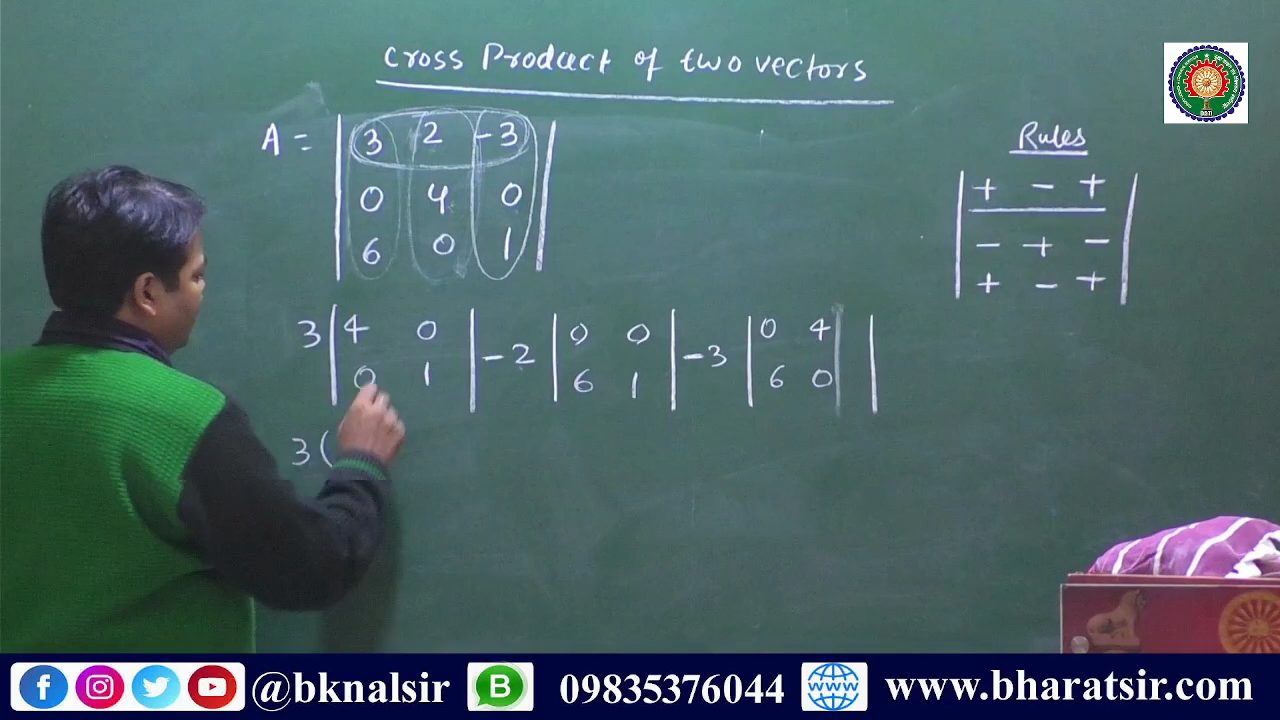 Cross Product of two vectors
A = | 3 2 -3 |
| 0 4 0 |
| 6 0 1 |
Rules
| + - + |
| - + - |
| + - + |
3 | 4 0 | - 2 | 0 0 | - 3 | 0 4 | |
| 0 1 | | 6 1 | | 6 0 | |
3 (
@bknalsir B 09835376044 www www.bharatsir.com